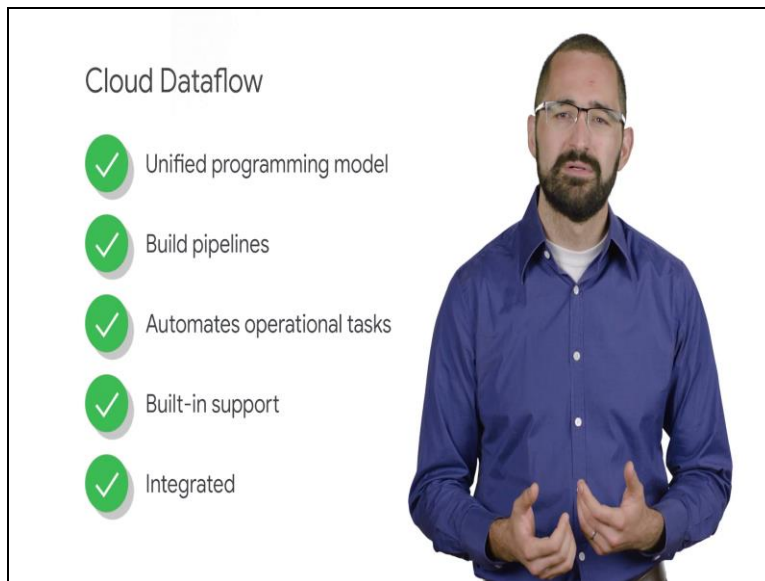 Cloud Dataflow
Unified programming model
Build pipelines
Automates operational tasks
Built-in support
Integrated